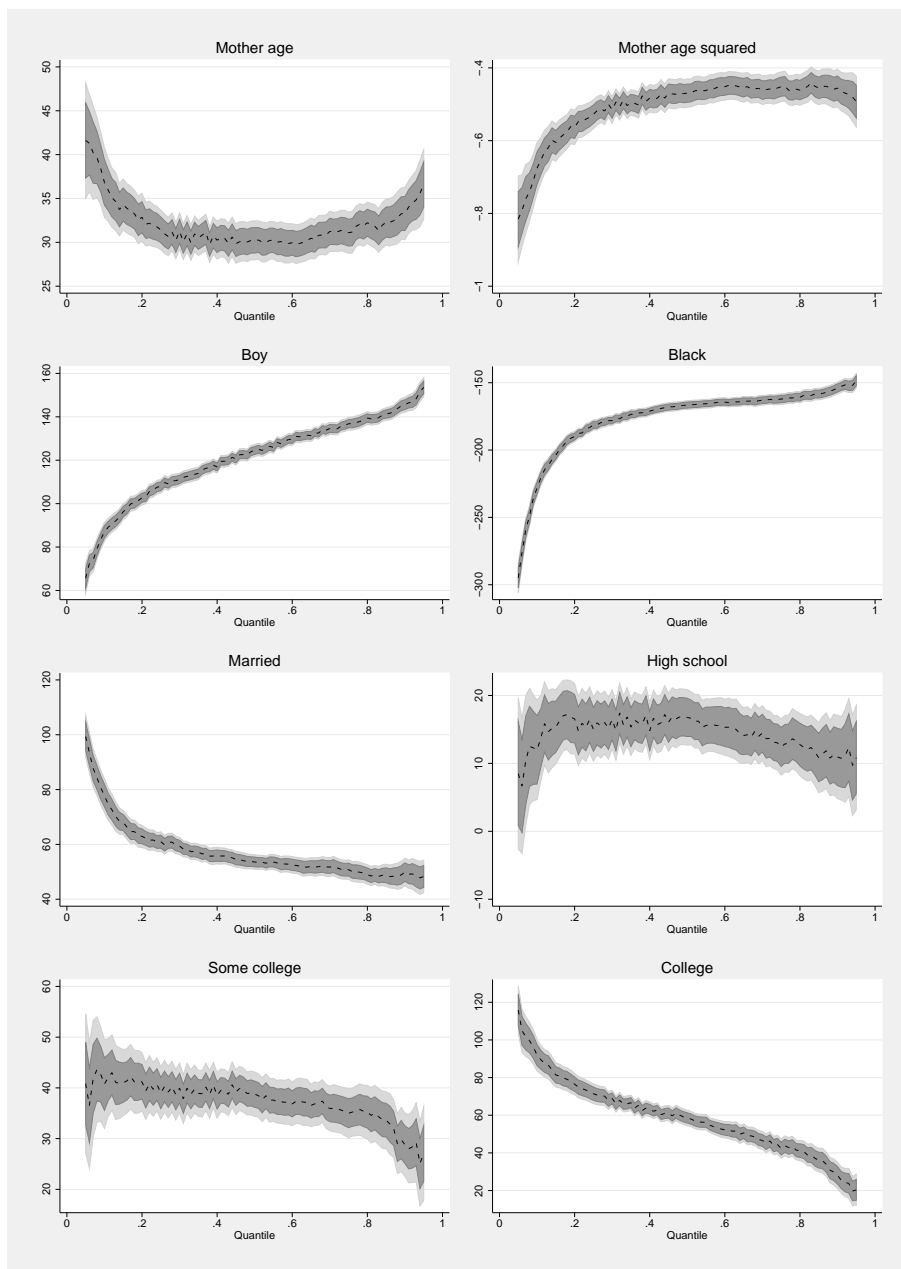 Mother age
50
45
40
35
30
25
0 .2 .4 .6 .8 1
Quantile
Mother age squared
-.4
-.6
-.8
-1
0 .2 .4 .6 .8 1
Quantile
Boy
160
140
120
100
80
60
0 .2 .4 .6 .8 1
Quantile
Black
-150
-200
-250
-300
0 .2 .4 .6 .8 1
Quantile
Married
120
100
80
60
40
0 .2 .4 .6 .8 1
Quantile
High school
20
10
0
-10
0 .2 .4 .6 .8 1
Quantile
Some college
60
50
40
30
20
0 .2 .4 .6 .8 1
Quantile
College
120
100
80
60
40
20
0 .2 .4 .6 .8 1
Quantile